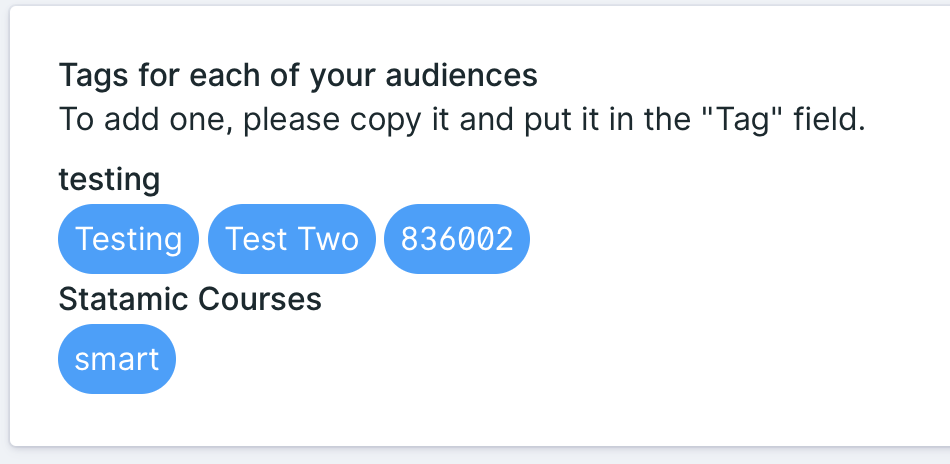 Tags for each of your audiences
To add one, please copy it and put it in the "Tag" field.
testing
Testing Test Two 836002
Statamic Courses
smart